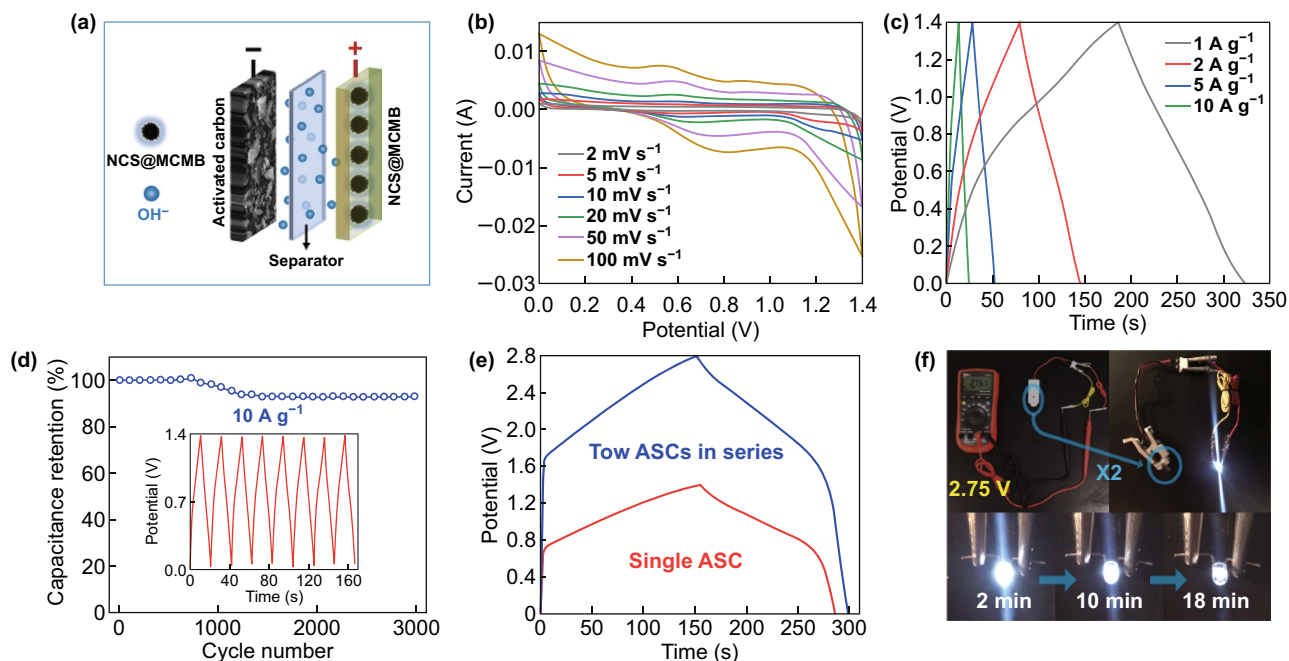 (a)
−
+
Activated carbon
NCS@MCMB
NCS@MCMB
OH⁻
Separator
(b)
Current (A)
0.01
0.00
−0.01
−0.02
−0.03
2 mV s⁻¹
5 mV s⁻¹
10 mV s⁻¹
20 mV s⁻¹
50 mV s⁻¹
100 mV s⁻¹
0.0 0.2 0.4 0.6 0.8 1.0 1.2 1.4
Potential (V)
(c)
Potential (V)
1.4
1.2
1.0
0.8
0.6
0.4
0.2
0.0
1 A g⁻¹
2 A g⁻¹
5 A g⁻¹
10 A g⁻¹
0 50 100 150 200 250 300 350
Time (s)
(d)
Capacitance retention (%)
100
80
60
40
20
0
10 A g⁻¹
Potential (V)
1.4
0.7
0.0
0 40 80 120 160
Time (s)
0 1000 2000 3000
Cycle number
(e)
Potential (V)
2.8
2.4
2.0
2.8
1.6
1.2
0.8
0.4
0
Tow ASCs in series
Single ASC
0 50 100 150 200 250 300
Time (s)
(f)
2.75 V
X2
2 min
10 min
18 min